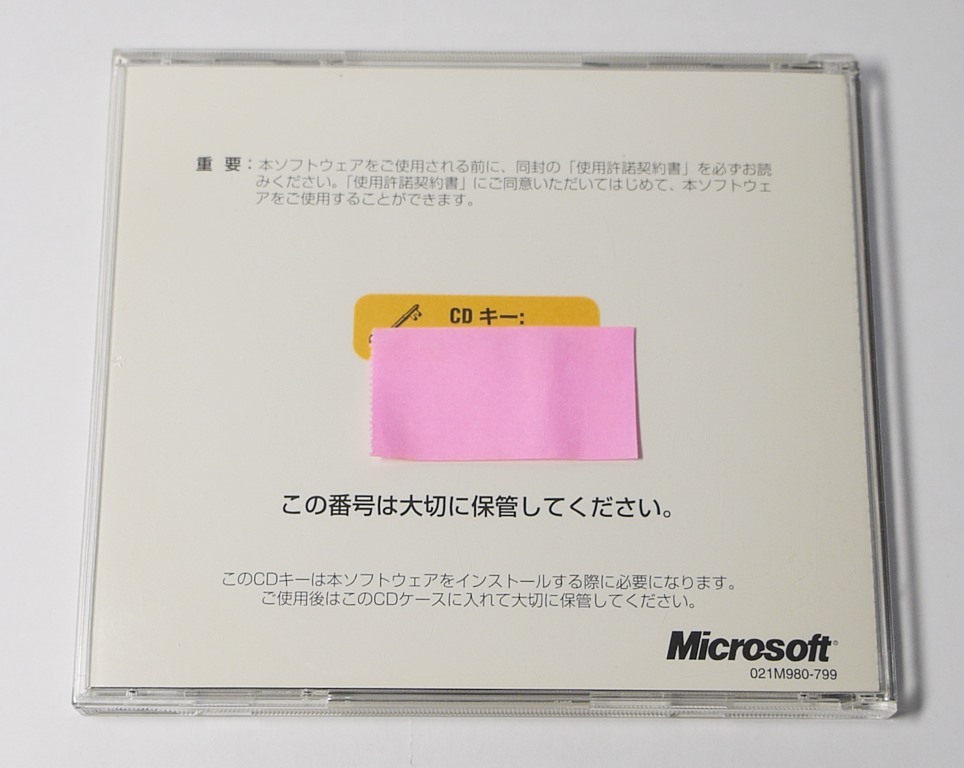 重 要：本ソフトウェアをご使用される前に、同封の「使用許諾契約書」を必ずお読
みください。「使用許諾契約書」にご同意いただいてはじめて、本ソフトウェ
アをご使用することができます。
CD キー:
この番号は大切に保管してください。
このCDキーは本ソフトウェアをインストールする際に必要になります。
ご使用後はこのCDケースに入れて大切に保管してください。
Microsoft®
021M980-799